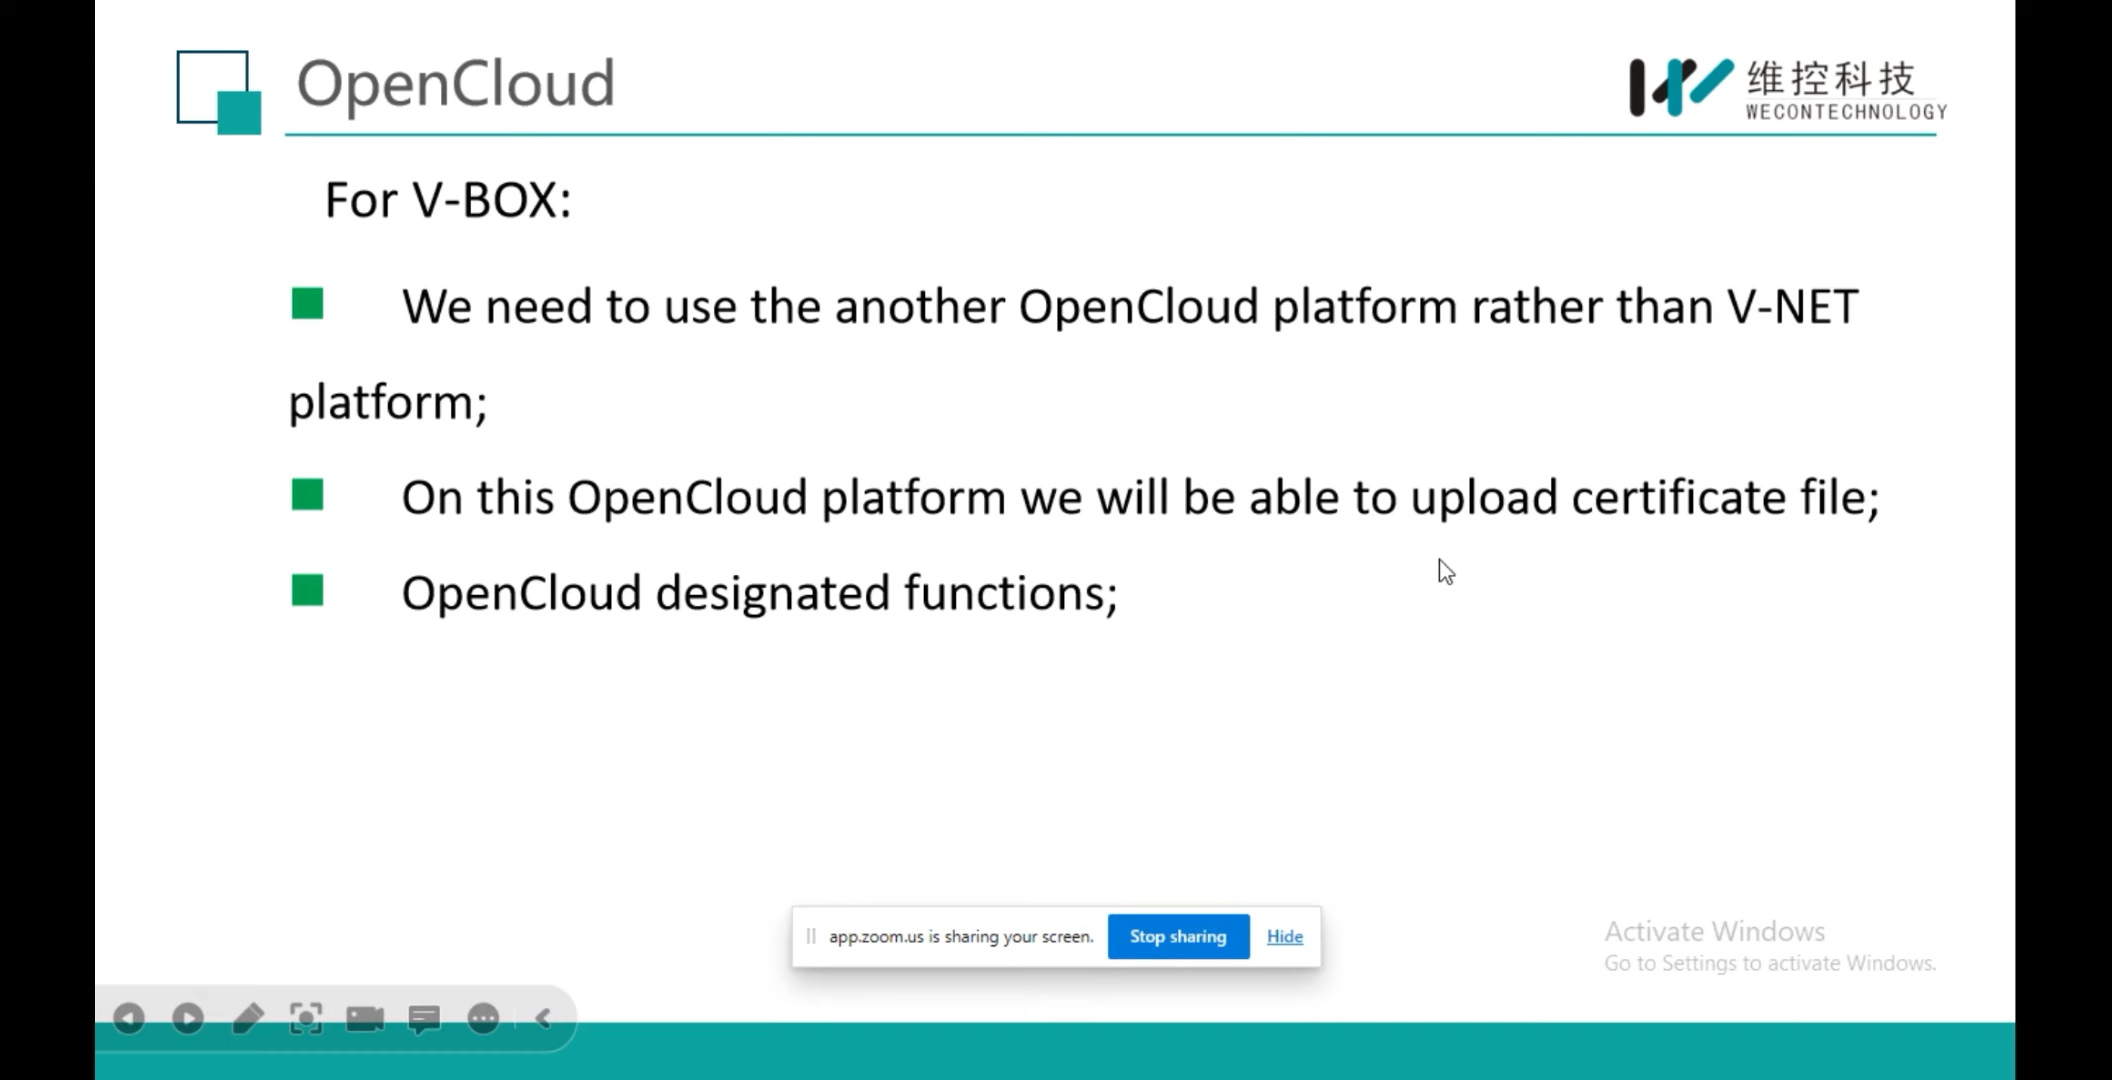 OpenCloud
维控科技
WECONTECHNOLOGY
For V-BOX:
We need to use the another OpenCloud platform rather than V-NET
platform;
On this OpenCloud platform we will be able to upload certificate file;
OpenCloud designated functions;
app.zoom.us is sharing your screen.
Stop sharing
Hide
Activate Windows
Go to Settings to activate Windows.